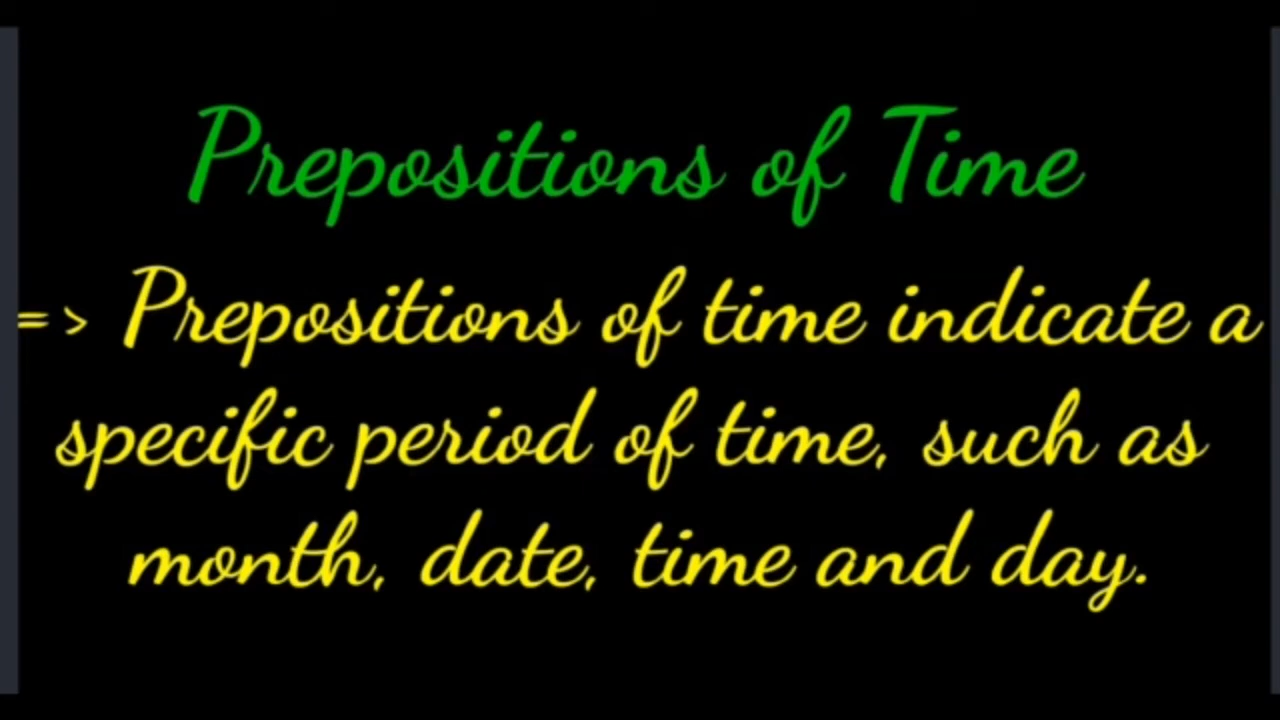 Prepositions of Time
=> Prepositions of time indicate a
specific period of time, such as
month, date, time and day.